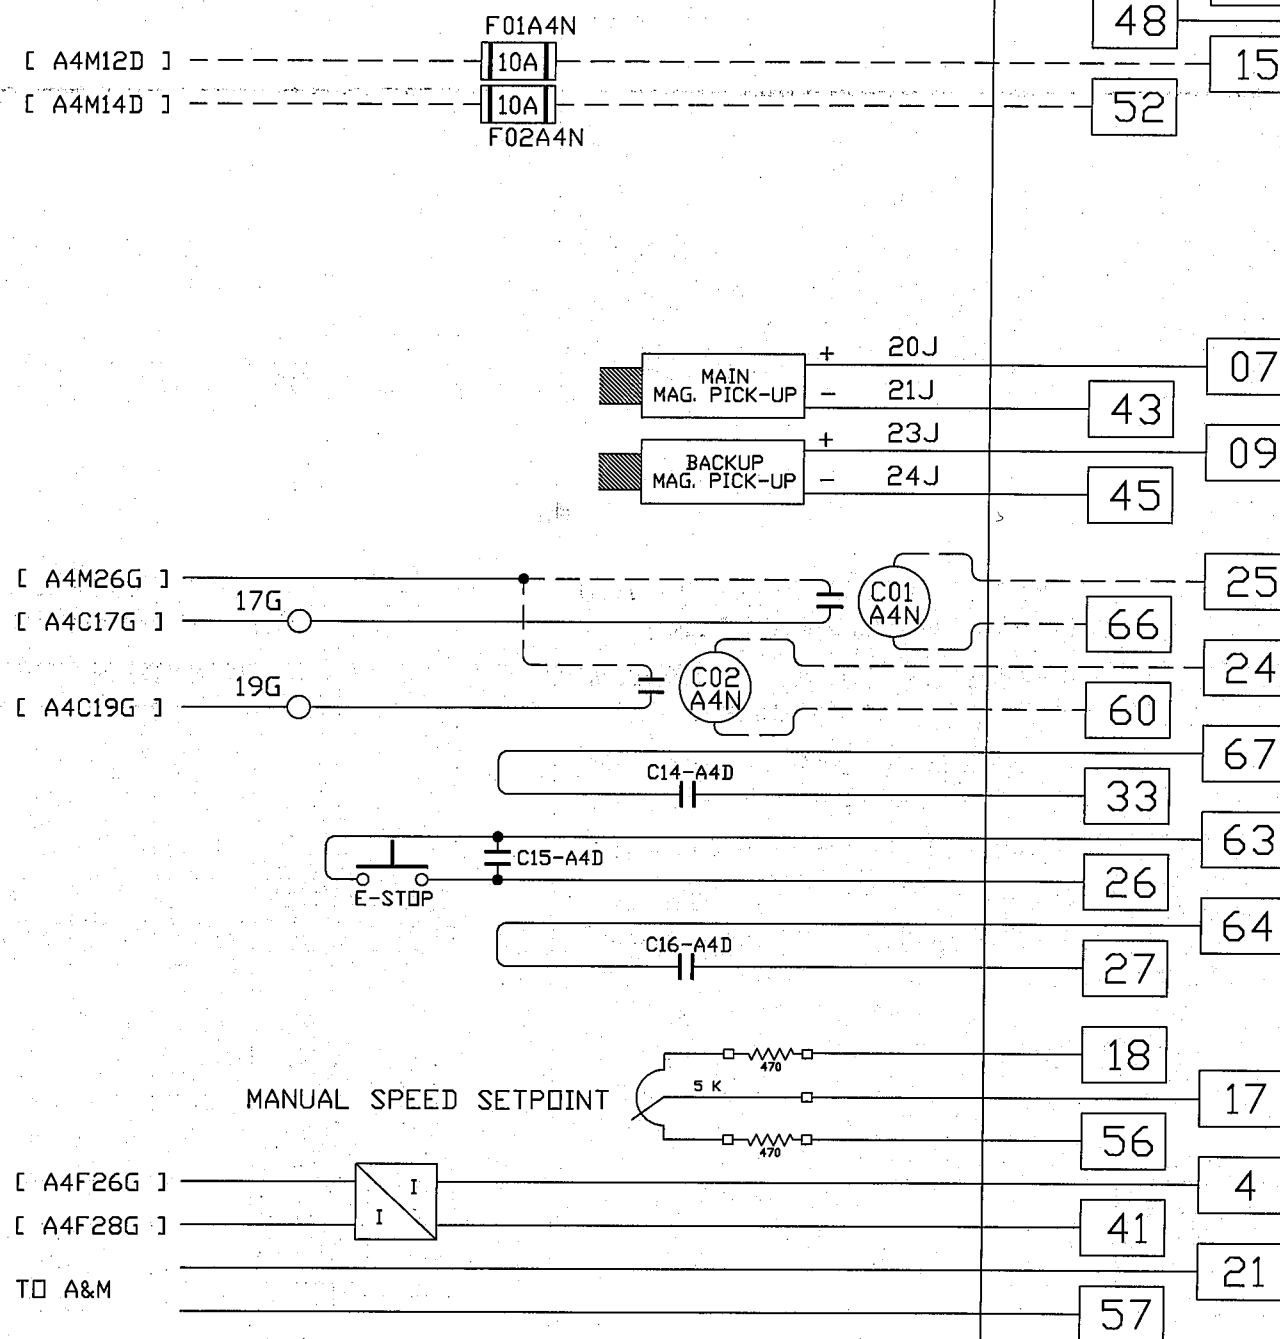 F01A4N
48
[ A4M12D ]
10A
15
[ A4M14D ]
10A
52
F02A4N
MAIN
MAG. PICK-UP
+
20J
07
-
21J
43
BACKUP
MAG. PICK-UP
+
23J
09
-
24J
45
[ A4M26G ]
C01
A4N
25
17G
[ A4C17G ]
66
C02
A4N
24
19G
[ A4C19G ]
60
67
C14-A4D
33
63
C15-A4D
26
E-STOP
64
C16-A4D
27
18
470
MANUAL SPEED SETPOINT
5 K
17
470
56
[ A4F26G ]
I
4
[ A4F28G ]
I
41
TO A&M
21
57